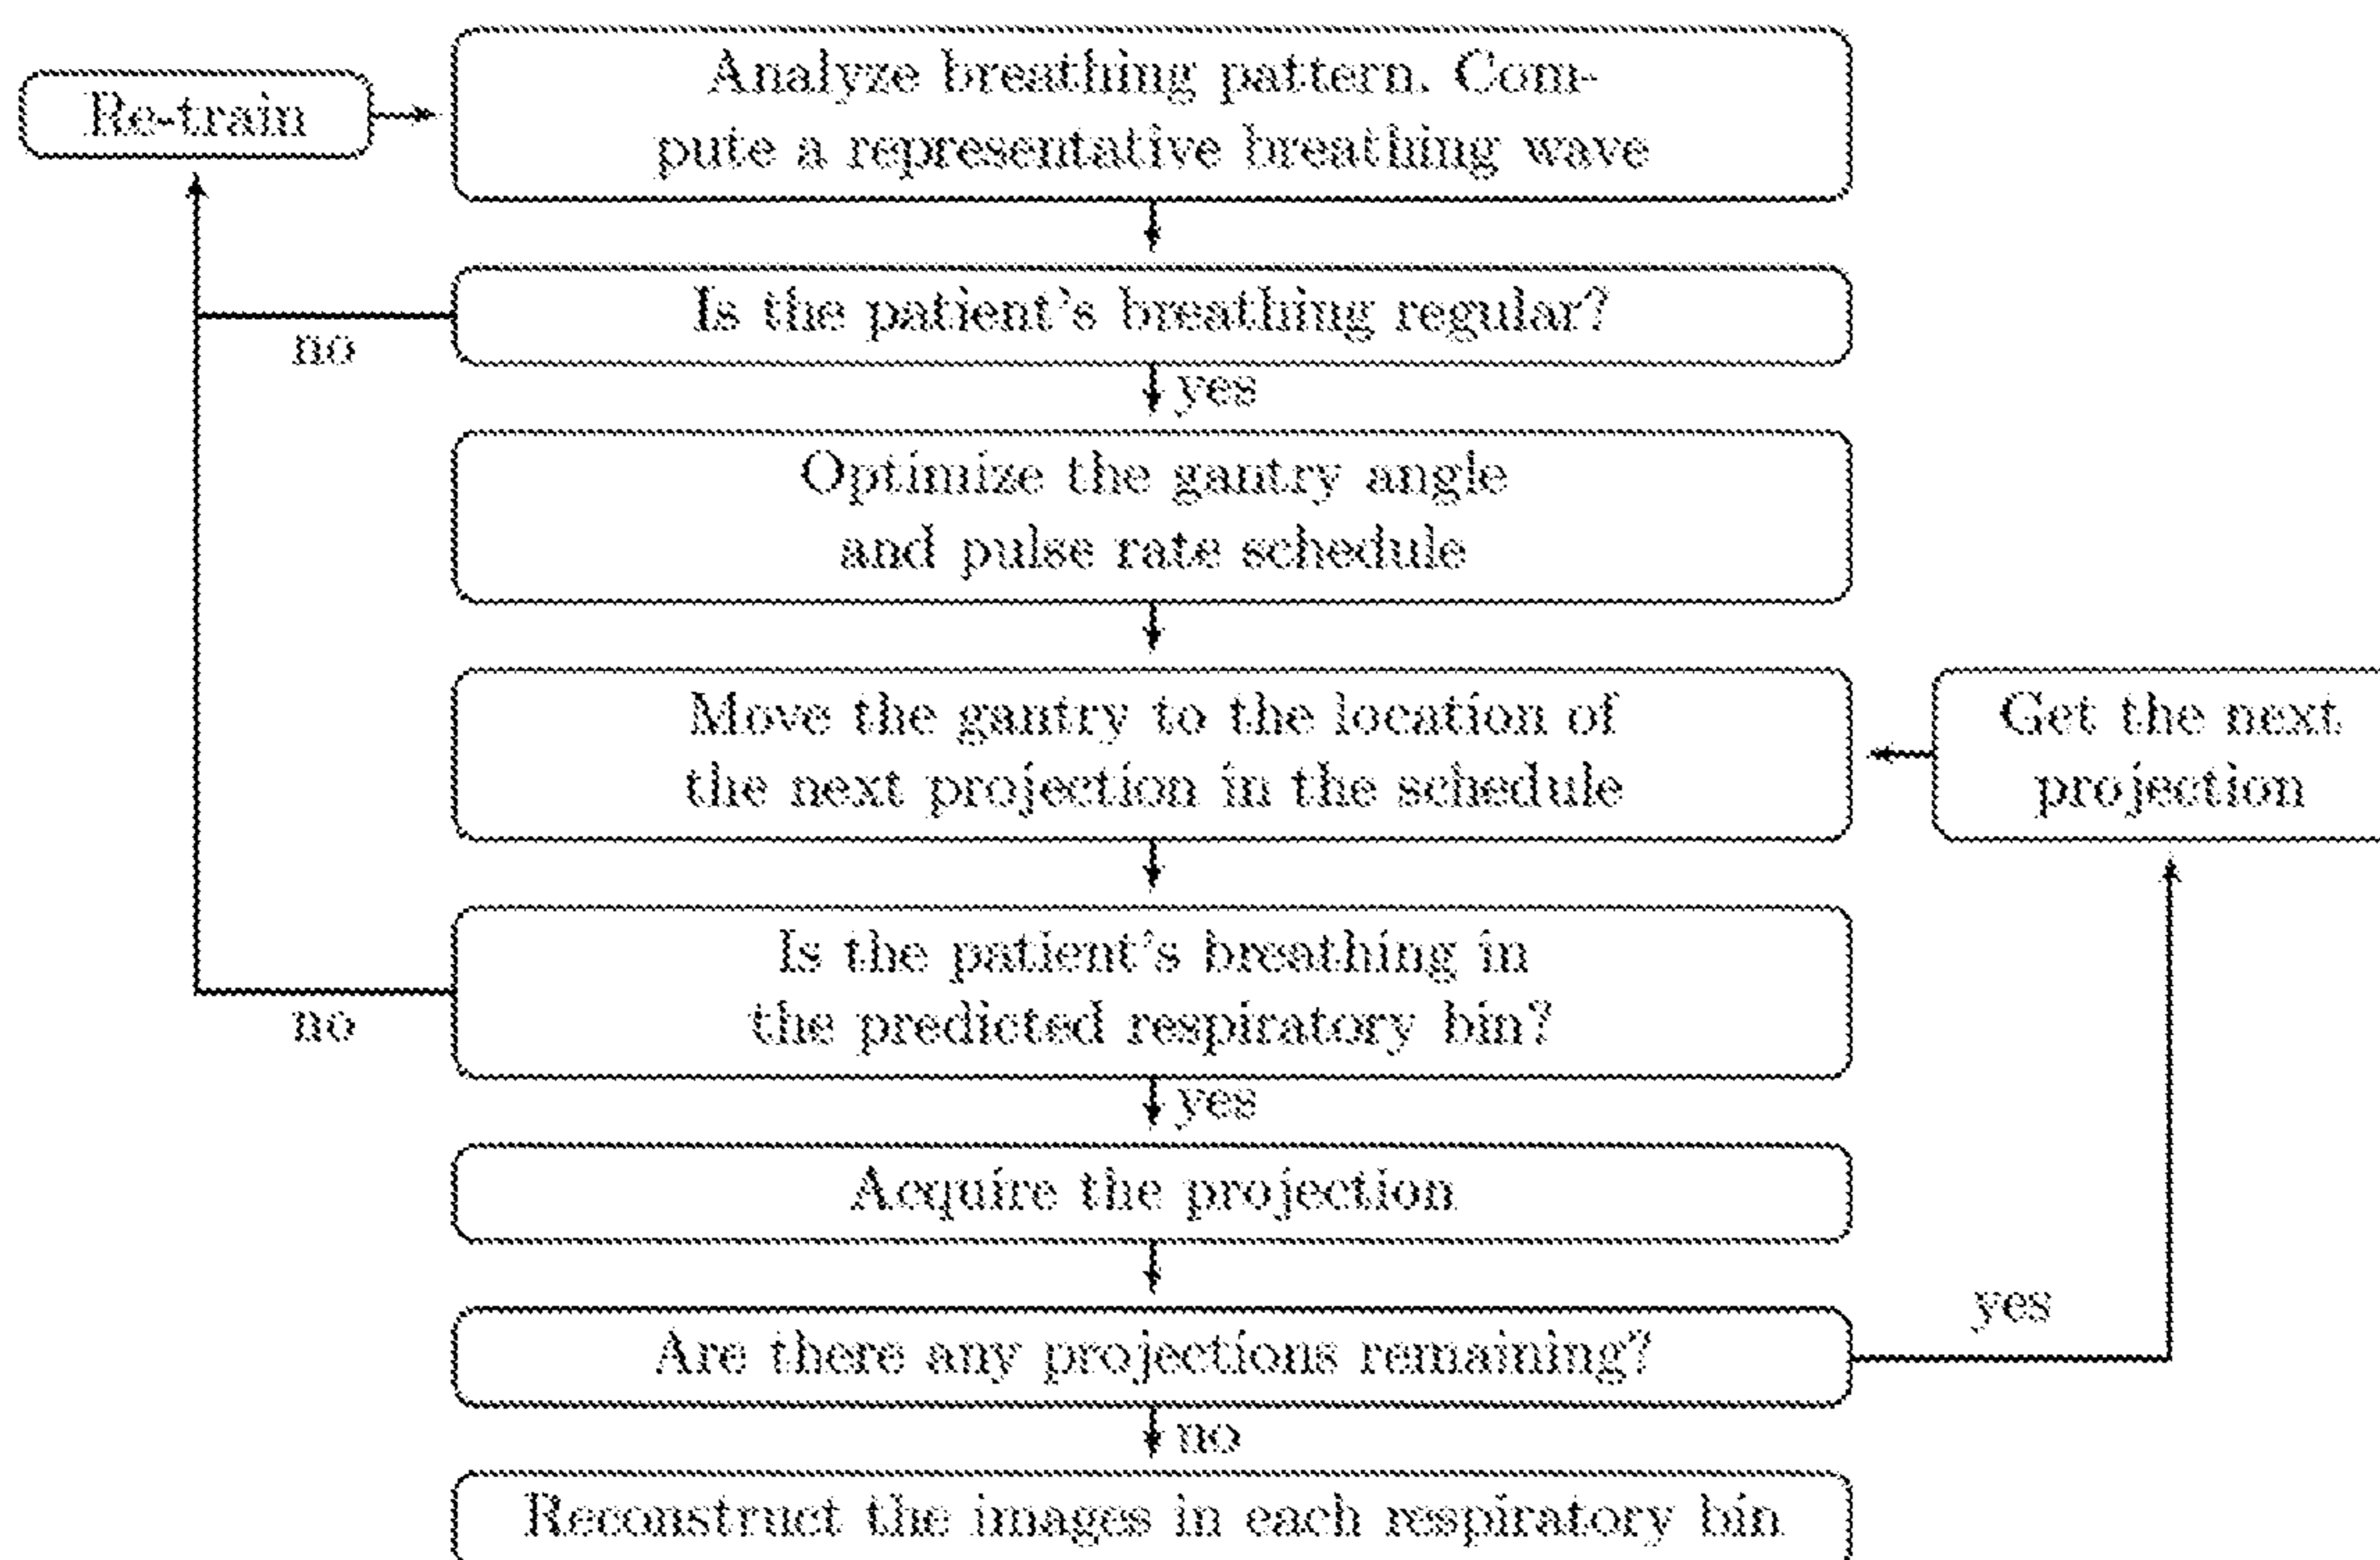 Re-train
Analyze breathing pattern. Com-
pute a representative breathing wave
Is the patient's breathing regular?
no
yes
Optimize the gantry angle
and pulse rate schedule
Move the gantry to the location of
the next projection in the schedule
Get the next
projection
Is the patient's breathing in
the predicted respiratory bin?
no
yes
Acquire the projection
Are there any projections remaining?
yes
no
Reconstruct the images in each respiratory bin